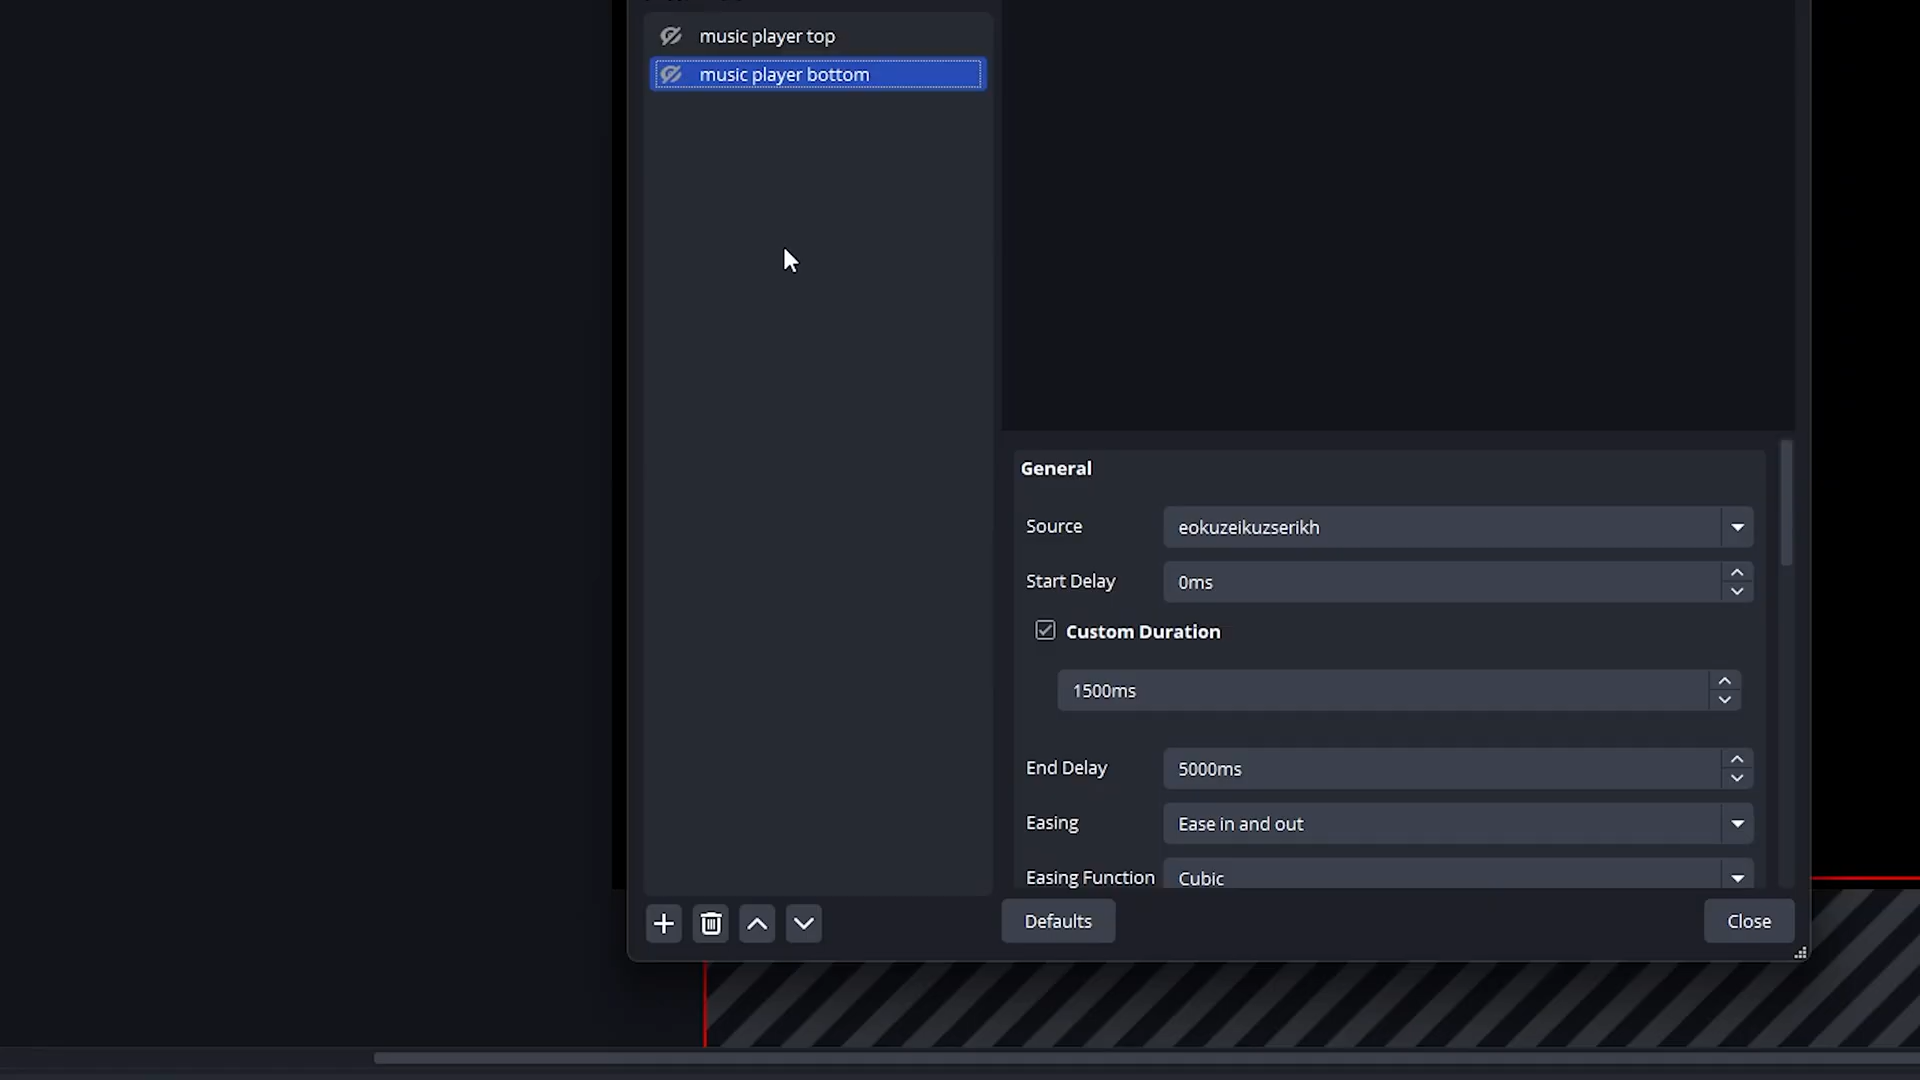 music player top
music player bottom
General
Source eokuzeikuzserikh
Start Delay 0ms
Custom Duration
1500ms
End Delay 5000ms
Easing Ease in and out
Easing Function Cubic
Defaults Close